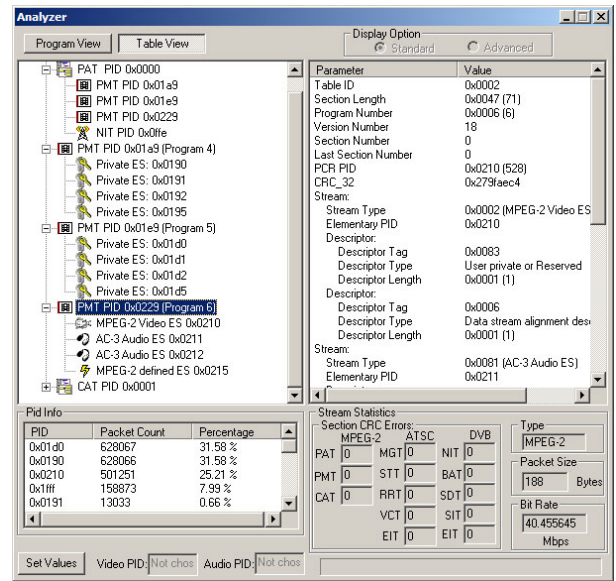 Analyzer
Program View
Table View
Display Option
Standard
Advanced
PAT PID 0x0000
PMT PID 0x01a9
PMT PID 0x01e9
PMT PID 0x0229
NIT PID 0x0ffe
PMT PID 0x01a9 (Program 4)
Private ES: 0x0190
Private ES: 0x0191
Private ES: 0x0192
Private ES: 0x0195
PMT PID 0x01e9 (Program 5)
Private ES: 0x01d0
Private ES: 0x01d1
Private ES: 0x01d2
Private ES: 0x01d5
PMT PID 0x0229 (Program 6)
MPEG-2 Video ES 0x0210
AC-3 Audio ES 0x0211
AC-3 Audio ES 0x0212
MPEG-2 defined ES 0x0215
CAT PID 0x0001
Parameter Value
Table ID 0x0002
Section Length 0x0047 (71)
Program Number 0x0006 (6)
Version Number 18
Section Number 0
Last Section Number 0
PCR PID 0x0210 (528)
CRC_32 0x279faec4
Stream:
Stream Type 0x0002 (MPEG-2 Video ES
Elementary PID 0x0210
Descriptor:
Descriptor Tag 0x0083
Descriptor Type User private or Reserved
Descriptor Length 0x0001 (1)
Descriptor:
Descriptor Tag 0x0006
Descriptor Type Data stream alignment des
Descriptor Length 0x0001 (1)
Stream:
Stream Type 0x0081 (AC-3 Audio ES)
Elementary PID 0x0211
Pid Info
PID Packet Count Percentage
0x01d0 628067 31.58 %
0x0190 628066 31.58 %
0x0210 501251 25.21 %
0x1fff 158873 7.99 %
0x0191 13033 0.66 %
Stream Statistics
Section CRC Errors:
MPEG-2 ATSC DVB
PAT 0 MGT 0 NIT 0
PMT 0 STT 0 BAT 0
CAT 0 RRT 0 SDT 0
VCT 0 SIT 0
EIT 0 EIT 0
Type
MPEG-2
Packet Size
188 Bytes
Bit Rate
40.455645
Mbps
Set Values
Video PID: Not chos
Audio PID: Not chos